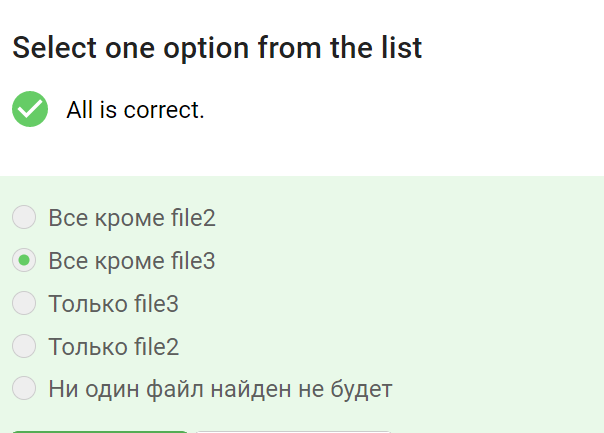 Select one option from the list
All is correct.
Все кроме file2
Все кроме file3
Только file3
Только file2
Ни один файл найден не будет